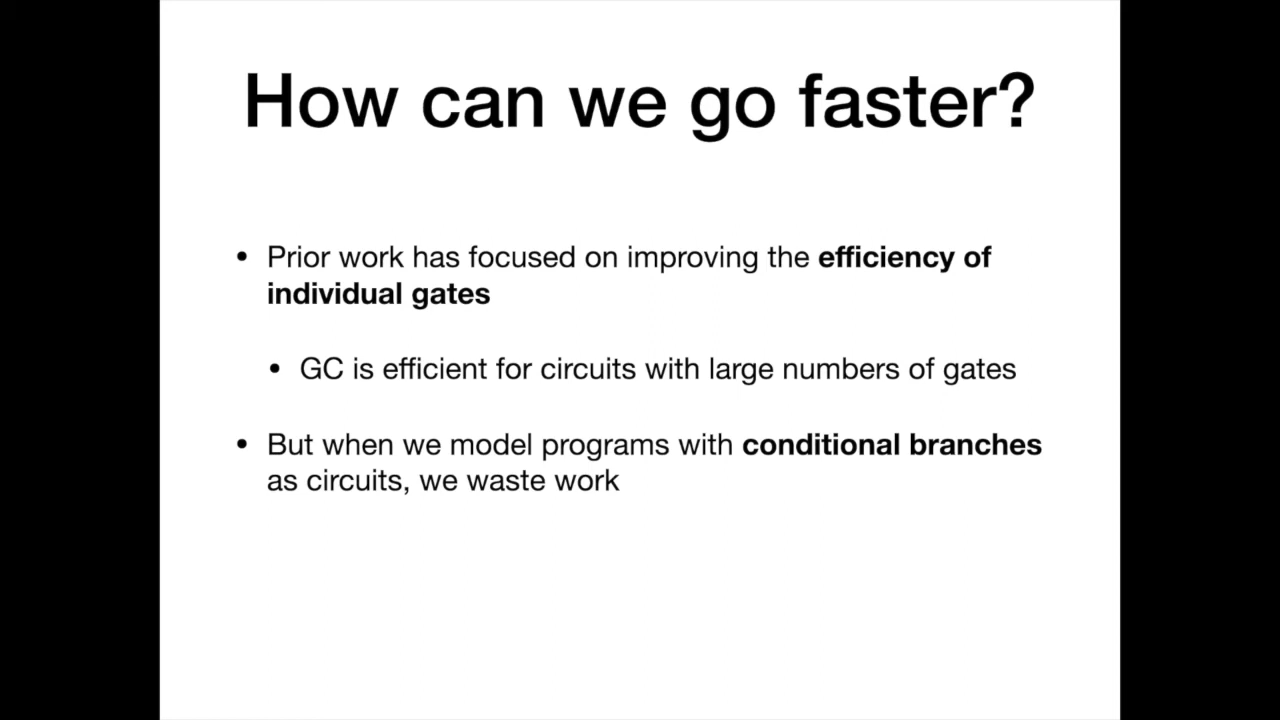 How can we go faster?
• Prior work has focused on improving the efficiency of
individual gates
• GC is efficient for circuits with large numbers of gates
• But when we model programs with conditional branches
as circuits, we waste work